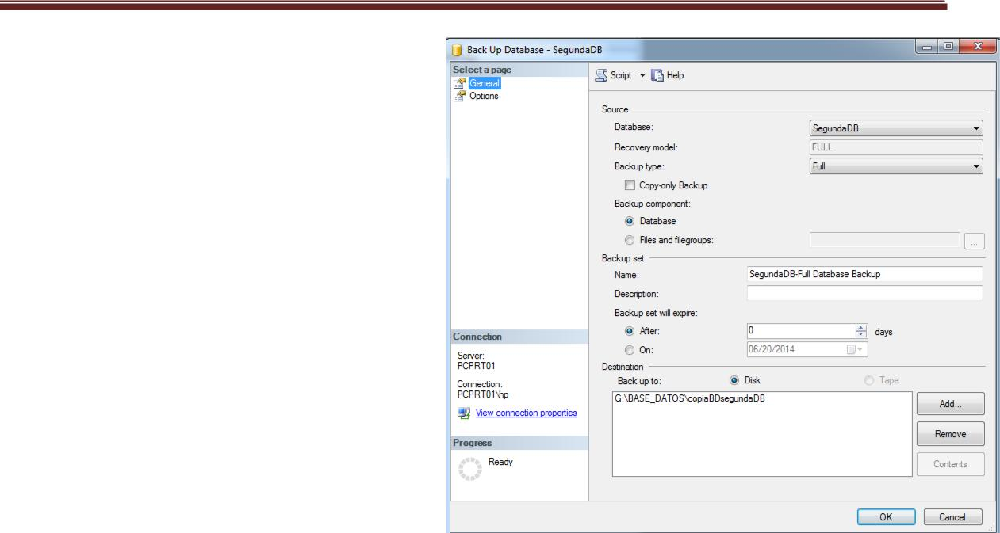 Back Up Database - SegundaDB
Select a page
General
Options
Script
Help
Source
Database:
SegundaDB
Recovery model:
FULL
Backup type:
Full
Copy-only Backup
Backup component:
Database
Files and filegroups:
...
Backup set
Name:
SegundaDB-Full Database Backup
Description:
Backup set will expire:
After:
0
days
On:
06/20/2014
Destination
Back up to:
Disk
Tape
G:\BASE_DATOS\copiaBDsegundaDB
Add...
Remove
Contents
Connection
Server:
PCPRT01
Connection:
PCPRT01\hp
View connection properties
Progress
Ready
OK
Cancel